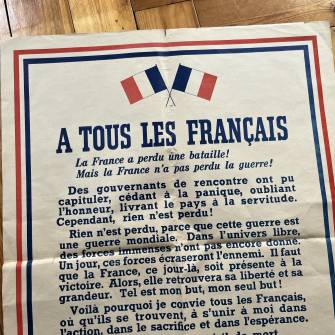 A TOUS LES FRANÇAIS
La France a perdu une bataille!
Mais la France n'a pas perdu la guerre!
Des gouvernants de rencontre ont pu
capituler, cédant à la panique, oubliant
l'honneur, livrant le pays à la servitude.
Cependant, rien n'est perdu!
Rien n'est perdu, parce que cette guerre est
une guerre mondiale. Dans l'univers libre,
des forces immenses n'ont pas encore donné.
Un jour, ces forces écraseront l'ennemi. Il faut
que la France, ce jour-là, soit présente à la
victoire. Alors, elle retrouvera sa liberté et sa
grandeur. Tel est mon but, mon seul but!
Voilà pourquoi je convie tous les Français,
où qu'ils se trouvent, à s'unir à moi dans
l'action, dans le sacrifice et dans l'espérance.